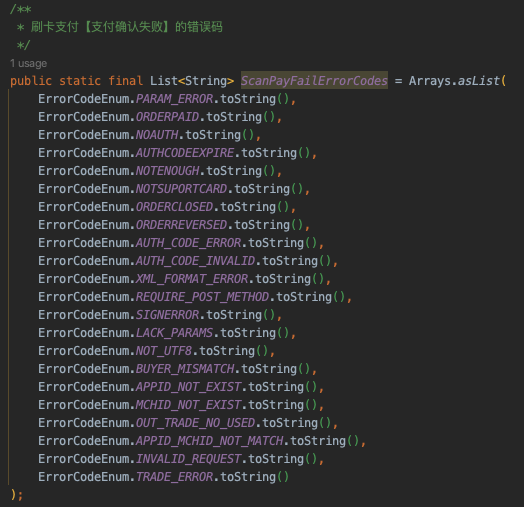 /**
* 刷卡支付【支付确认失败】的错误码
*/
1 usage
public static final List<String> ScanPayFailErrorCodes = Arrays.asList(
ErrorCodeEnum.PARAM_ERROR.toString(),
ErrorCodeEnum.ORDERPAID.toString(),
ErrorCodeEnum.NOAUTH.toString(),
ErrorCodeEnum.AUTHCODEEXPIRE.toString(),
ErrorCodeEnum.NOTENOUGH.toString(),
ErrorCodeEnum.NOTSUPORTCARD.toString(),
ErrorCodeEnum.ORDERCLOSED.toString(),
ErrorCodeEnum.ORDERREVERSED.toString(),
ErrorCodeEnum.AUTH_CODE_ERROR.toString(),
ErrorCodeEnum.AUTH_CODE_INVALID.toString(),
ErrorCodeEnum.XML_FORMAT_ERROR.toString(),
ErrorCodeEnum.REQUIRE_POST_METHOD.toString(),
ErrorCodeEnum.SIGNERROR.toString(),
ErrorCodeEnum.LACK_PARAMS.toString(),
ErrorCodeEnum.NOT_UTF8.toString(),
ErrorCodeEnum.BUYER_MISMATCH.toString(),
ErrorCodeEnum.APPID_NOT_EXIST.toString(),
ErrorCodeEnum.MCHID_NOT_EXIST.toString(),
ErrorCodeEnum.OUT_TRADE_NO_USED.toString(),
ErrorCodeEnum.APPID_MCHID_NOT_MATCH.toString(),
ErrorCodeEnum.INVALID_REQUEST.toString(),
ErrorCodeEnum.TRADE_ERROR.toString()
);